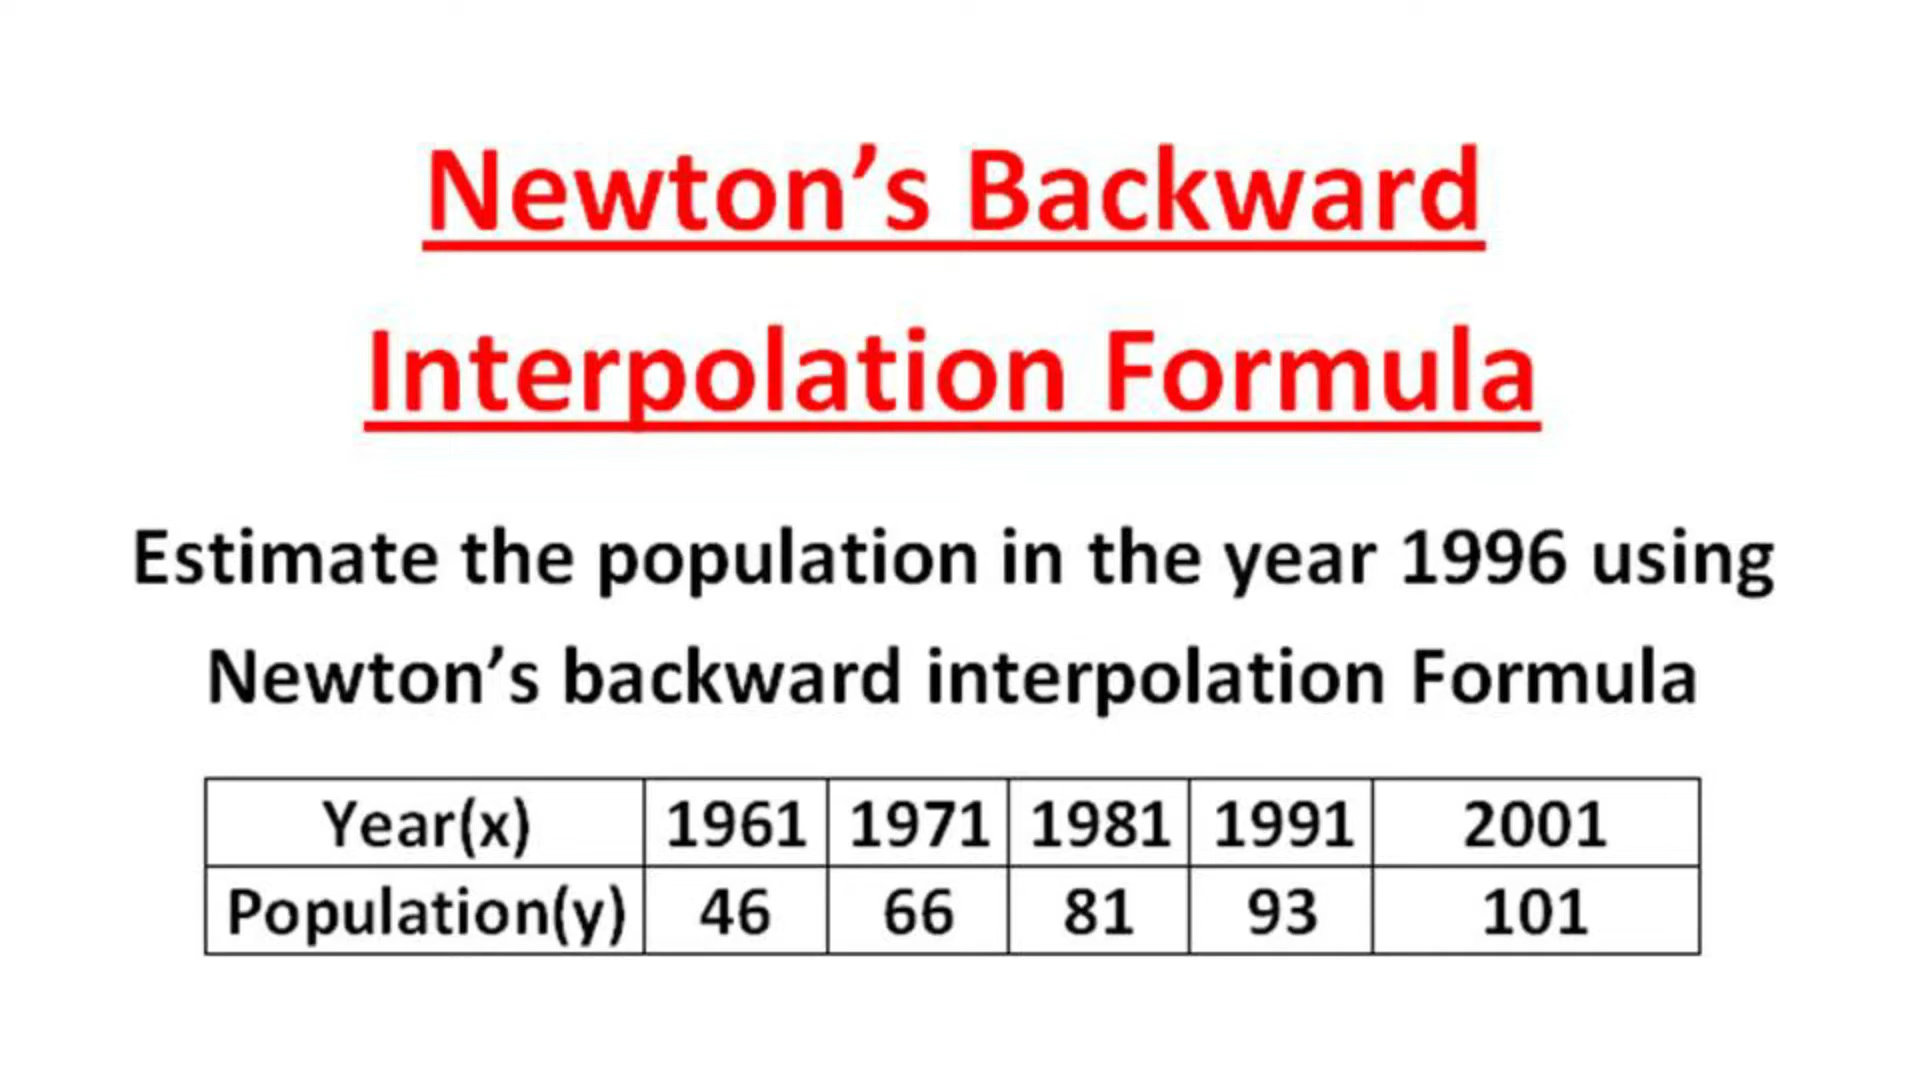 Newton’s Backward
Interpolation Formula
Estimate the population in the year 1996 using
Newton’s backward interpolation Formula
Year(x) 1961 1971 1981 1991 2001
Population(y) 46 66 81 93 101